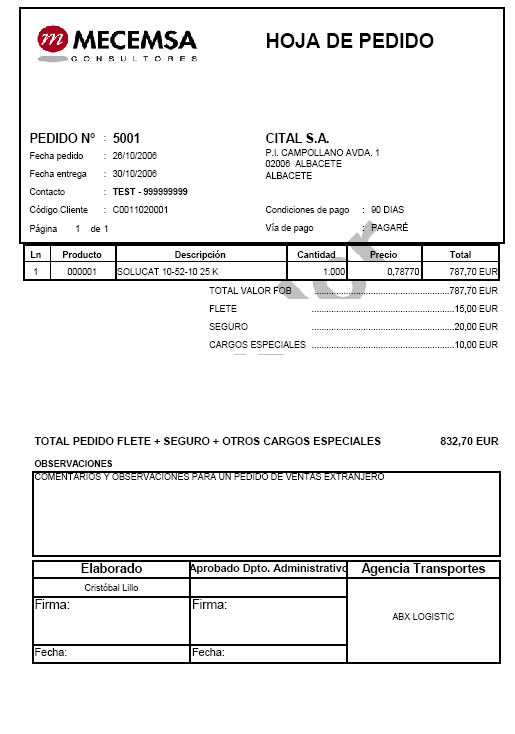 m MECEMSA
CONSULTORES
HOJA DE PEDIDO
PEDIDO Nº : 5001
CITAL S.A.
Fecha pedido : 26/10/2006
P.I. CAMPOLLANO AVDA. 1
02006 ALBACETE
Fecha entrega : 30/10/2006
ALBACETE
Contacto : TEST - 999999999
Código Cliente : C0011020001
Condiciones de pago : 90 DIAS
Página 1 de 1
Vía de pago : PAGARÉ
Ln Producto Descripción Cantidad Precio Total
1 000001 SOLUCAT 10-52-10 25 K 1.000 0,78770 787,70 EUR
TOTAL VALOR FOB ..................................................787,70 EUR
FLETE ..................................................15,00 EUR
SEGURO ..................................................20,00 EUR
CARGOS ESPECIALES ..................................................10,00 EUR
TOTAL PEDIDO FLETE + SEGURO + OTROS CARGOS ESPECIALES 832,70 EUR
OBSERVACIONES
COMENTARIOS Y OBSERVACIONES PARA UN PEDIDO DE VENTAS EXTRANJERO
Elaborado Aprobado Dpto. Administrativo Agencia Transportes
Cristóbal Lillo
Firma: Firma:
ABX LOGISTIC
Fecha: Fecha: